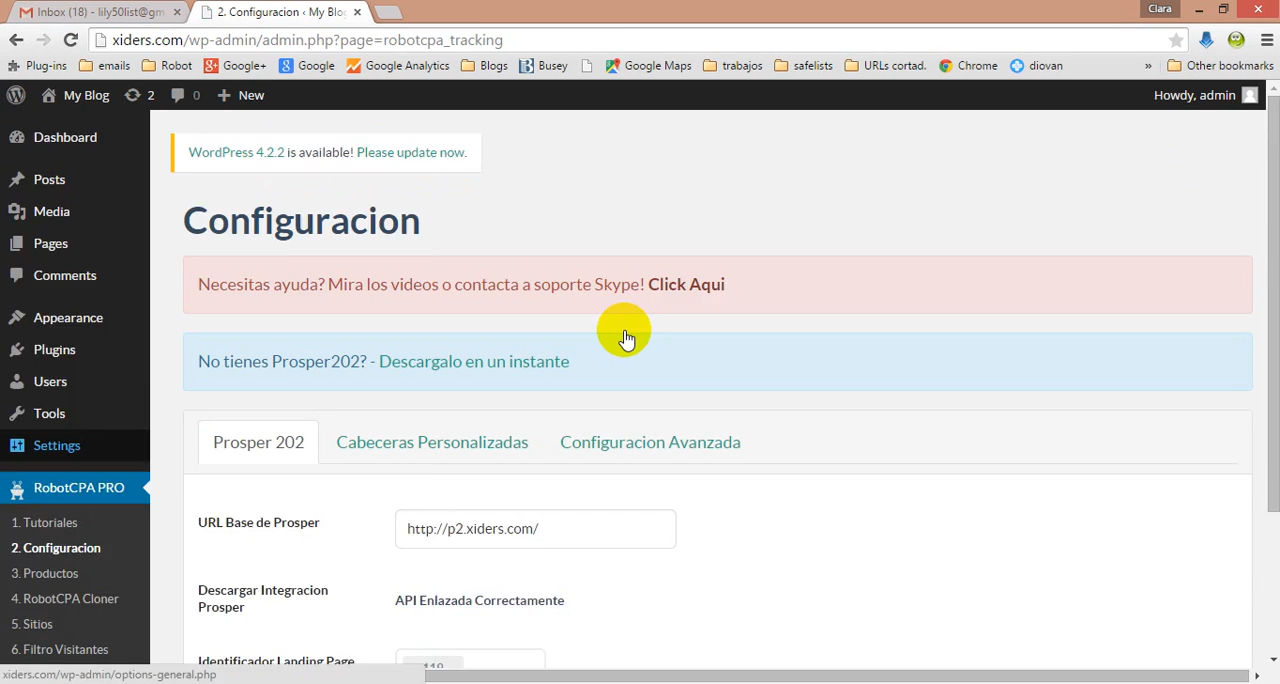 Inbox (18) - lily50list@gm
2. Configuracion ‹ My Blo
Clara
xiders.com/wp-admin/admin.php?page=robotcpa_tracking
Plug-ins emails Robot Google+ Google Google Analytics Blogs Busey Google Maps trabajos safelists URLs cortad. Chrome diovan » Other bookmarks
My Blog 2 0 + New Howdy, admin
Dashboard
Posts
Media
Pages
Comments
Appearance
Plugins
Users
Tools
Settings
RobotCPA PRO
1. Tutoriales
2. Configuracion
3. Productos
4. RobotCPA Cloner
5. Sitios
6. Filtro Visitantes
WordPress 4.2.2 is available! Please update now.
Configuracion
Necesitas ayuda? Mira los videos o contacta a soporte Skype! Click Aqui
No tienes Prosper202? - Descargalo en un instante
Prosper 202 Cabeceras Personalizadas Configuracion Avanzada
URL Base de Prosper
http://p2.xiders.com/
Descargar Integracion
Prosper
API Enlazada Correctamente
Identificador Landing Page
119
xiders.com/wp-admin/options-general.php